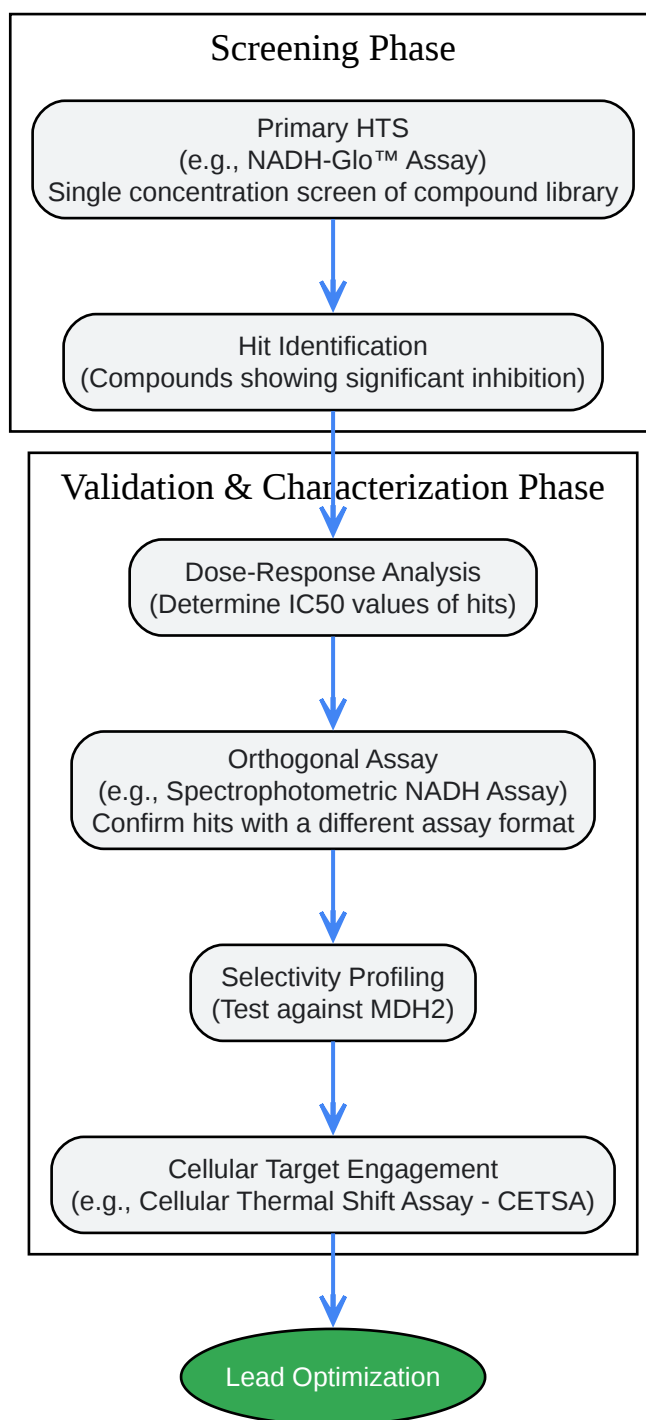 Screening Phase
Primary HTS
(e.g., NADH-Glo™ Assay)
Single concentration screen of compound library
Hit Identification
(Compounds showing significant inhibition)
Validation & Characterization Phase
Dose-Response Analysis
(Determine IC50 values of hits)
Orthogonal Assay
(e.g., Spectrophotometric NADH Assay)
Confirm hits with a different assay format
Selectivity Profiling
(Test against MDH2)
Cellular Target Engagement
(e.g., Cellular Thermal Shift Assay - CETSA)
Lead Optimization